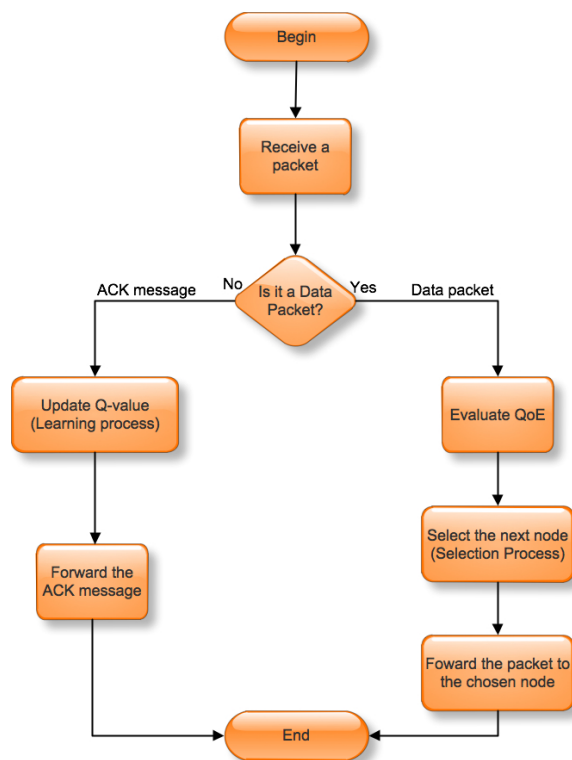 Begin
Receive a
packet
Is it a Data
Packet?
No
ACK message
Yes
Data packet
Update Q-value
(Learning process)
Forward the
ACK message
Evaluate QoE
Select the next node
(Selection Process)
Foward the packet to
the chosen node
End